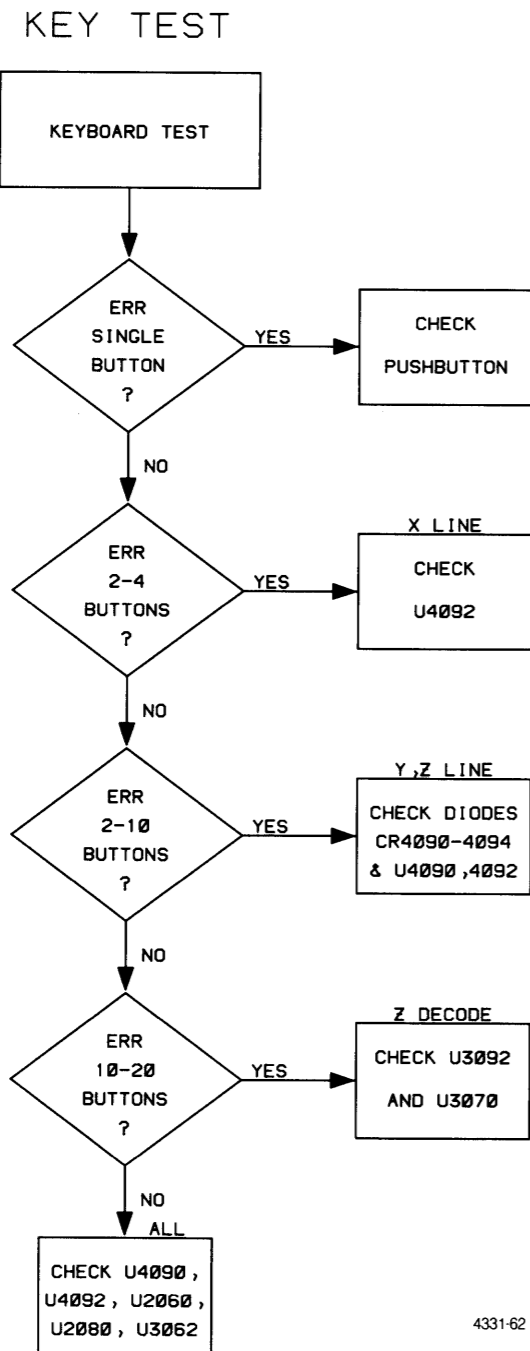 KEY TEST
KEYBOARD TEST
ERR
SINGLE
BUTTON
?
YES
CHECK
PUSHBUTTON
NO
ERR
2-4
BUTTONS
?
YES
X LINE
CHECK
U4092
NO
ERR
2-10
BUTTONS
?
YES
Y,Z LINE
CHECK DIODES
CR4090-4094
& U4090,4092
NO
ERR
10-20
BUTTONS
?
YES
Z DECODE
CHECK U3092
AND U3070
NO
ALL
CHECK U4090,
U4092, U2060,
U2080, U3062
4331-62